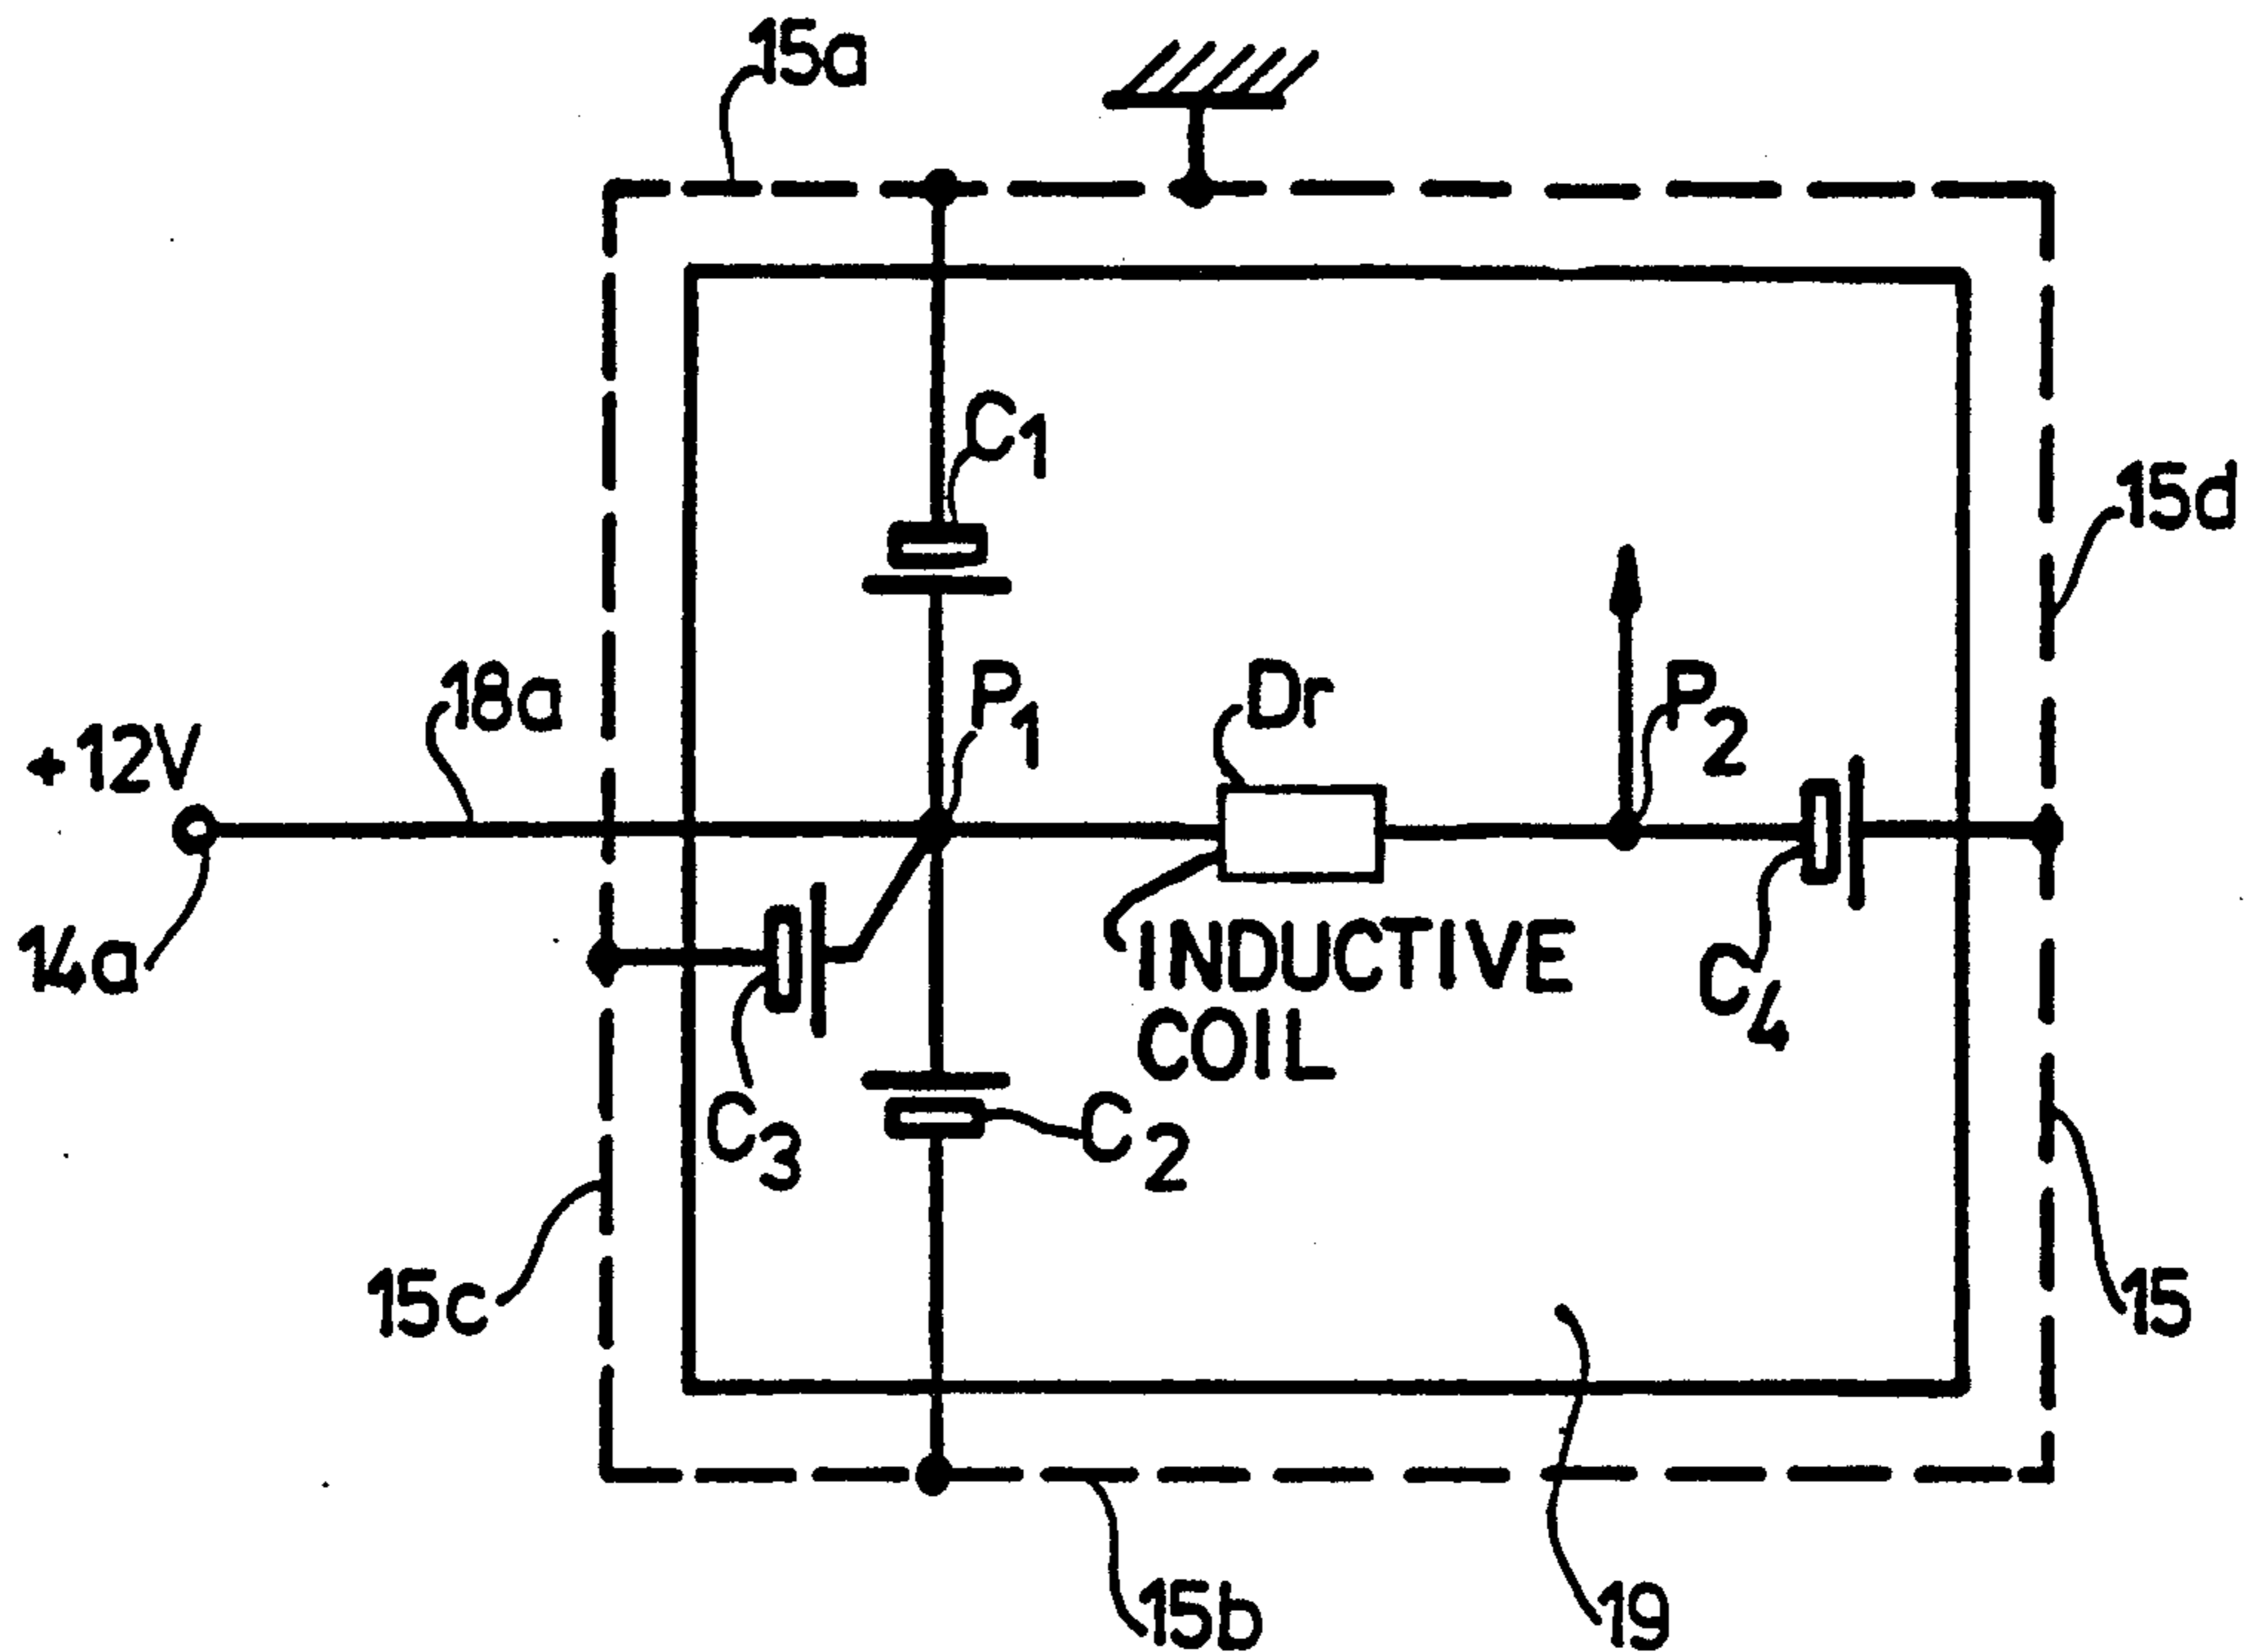 15a
C1
15d
18a
P1
Dr
P2
+12V
14a
INDUCTIVE
COIL
C4
C3
C2
15c
15
15b
19